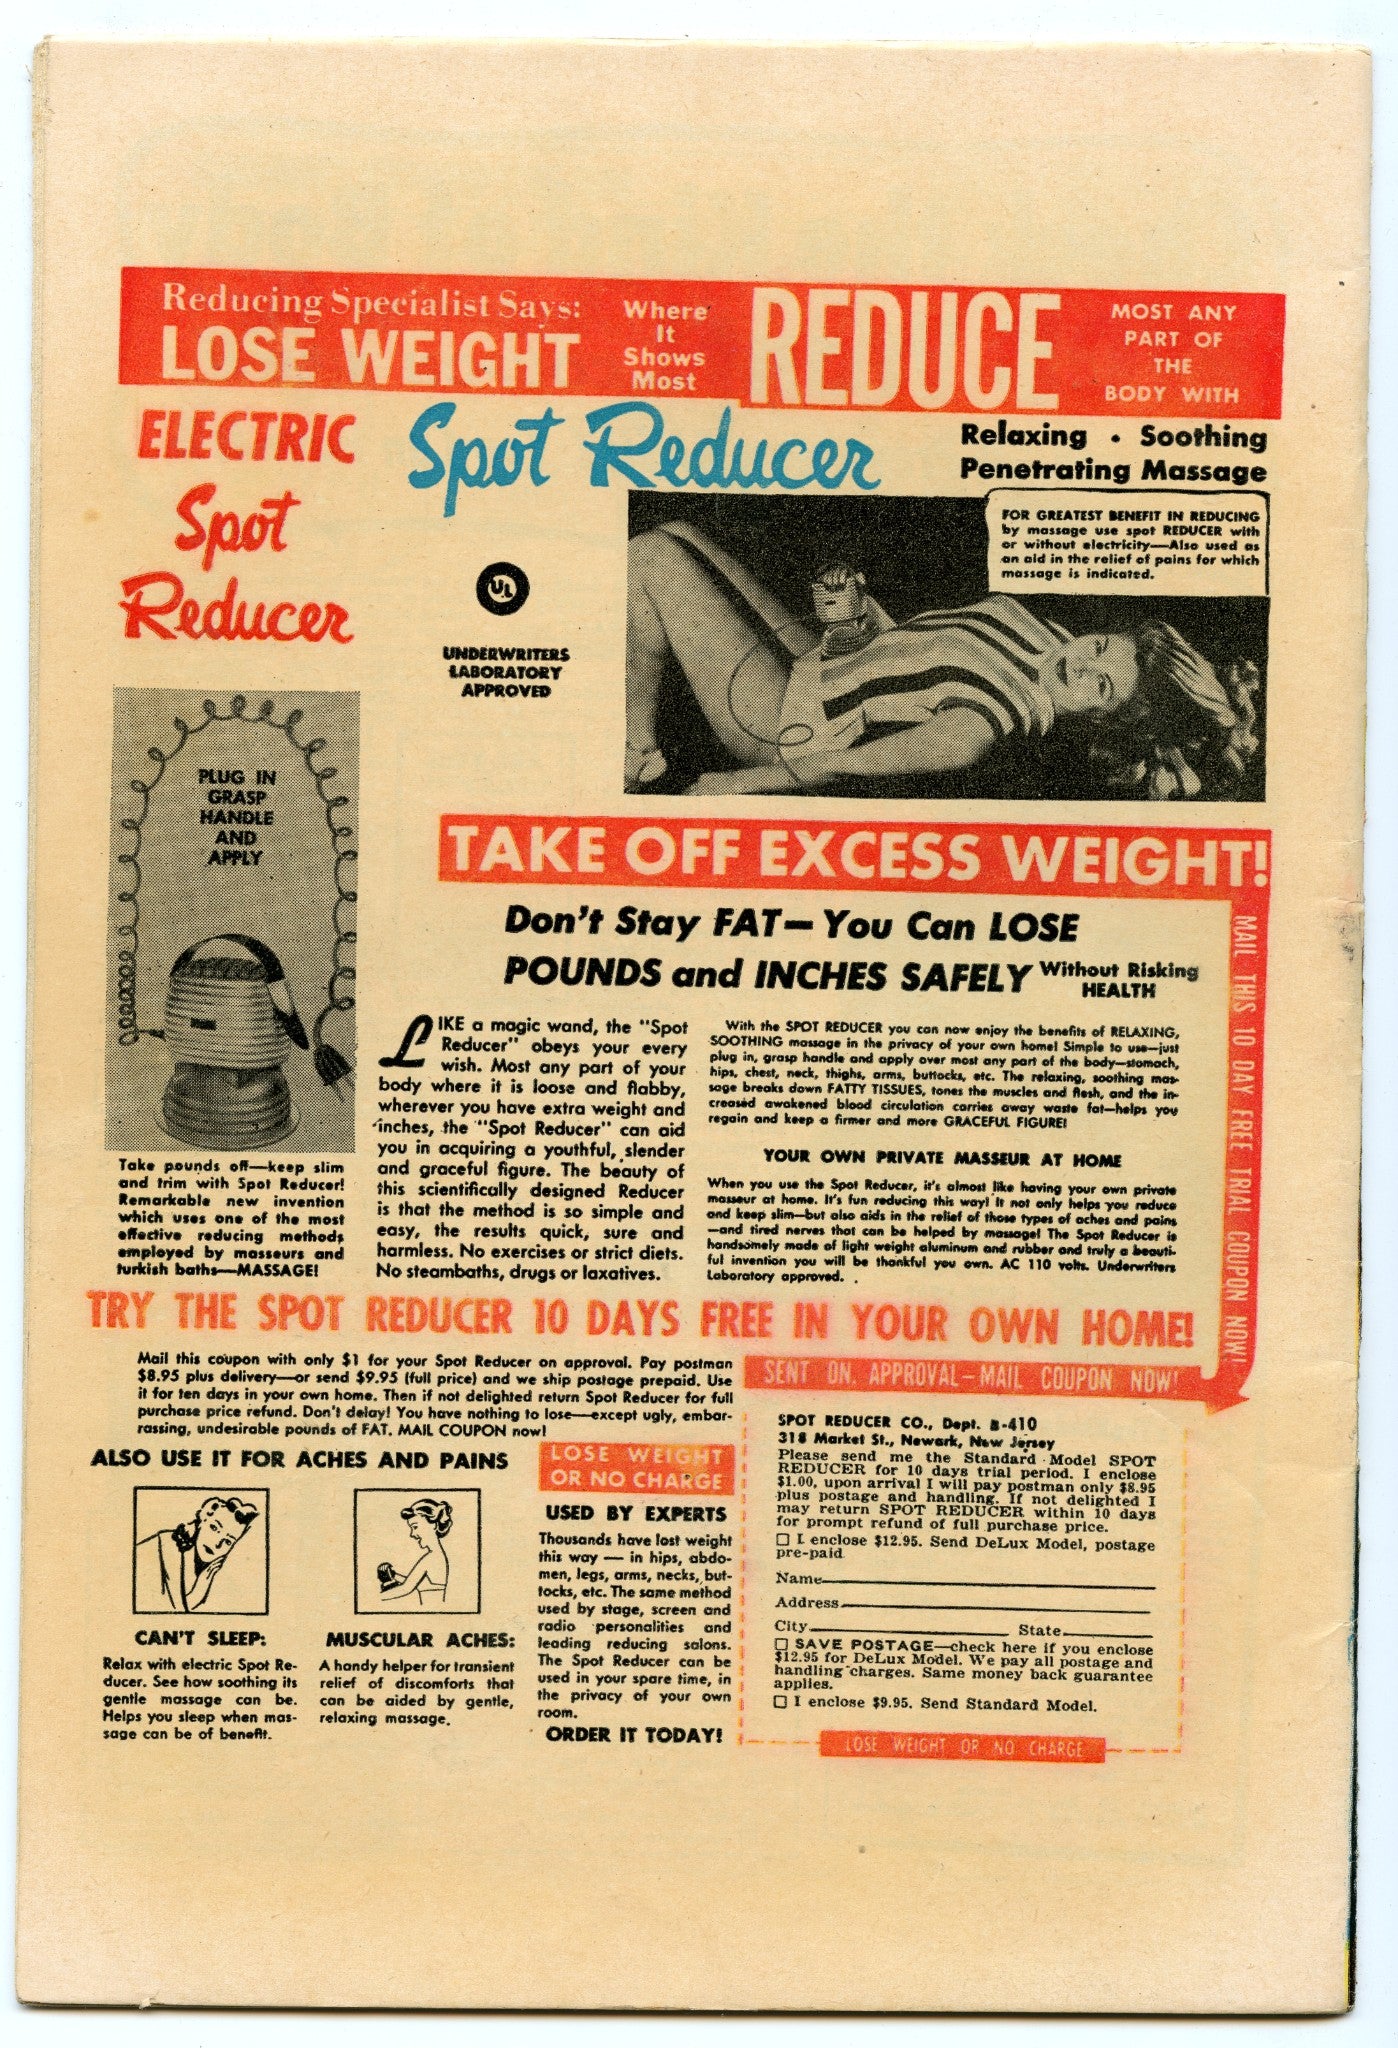 Reducing Specialist Says:
LOSE WEIGHT
Where
It
Shows
Most
REDUCE
MOST ANY
PART OF
THE
BODY WITH
ELECTRIC
Spot
Reducer
Spot Reducer
Relaxing • Soothing
Penetrating Massage
FOR GREATEST BENEFIT IN REDUCING
by massage use spot REDUCER with
or without electricity—Also used as
an aid in the relief of pains for which
massage is indicated.
UL
UNDERWRITERS
LABORATORY
APPROVED
PLUG IN
GRASP
HANDLE
AND
APPLY
Take pounds off—keep slim
and trim with Spot Reducer!
Remarkable new invention
which uses one of the most
effective reducing methods
employed by masseurs and
turkish baths—MASSAGE!
TAKE OFF EXCESS WEIGHT!
Don't Stay FAT—You Can LOSE
POUNDS and INCHES SAFELY Without Risking
HEALTH
LIKE a magic wand, the "Spot
Reducer" obeys your every
wish. Most any part of your
body where it is loose and flabby,
wherever you have extra weight and
inches, the "Spot Reducer" can aid
you in acquiring a youthful, slender
and graceful figure. The beauty of
this scientifically designed Reducer
is that the method is so simple and
easy, the results quick, sure and
harmless. No exercises or strict diets.
No steambaths, drugs or laxatives.
With the SPOT REDUCER you can now enjoy the benefits of RELAXING,
SOOTHING massage in the privacy of your own home! Simple to use—just
plug in, grasp handle and apply over most any part of the body—stomach,
hips, chest, neck, thighs, arms, buttocks, etc. The relaxing, soothing mas-
sage breaks down FATTY TISSUES, tones the muscles and flesh, and the in-
creased awakened blood circulation carries away waste fat—helps you
regain and keep a firmer and more GRACEFUL FIGURE!
YOUR OWN PRIVATE MASSEUR AT HOME
When you use the Spot Reducer, it's almost like having your own private
masseur at home. It's fun reducing this way! It not only helps you reduce
and keep slim—but also aids in the relief of those types of aches and pains
—and tired nerves that can be helped by massage! The Spot Reducer is
handsomely made of light weight aluminum and rubber and truly a beauti-
ful invention you will be thankful you own. AC 110 volts. Underwriters
Laboratory approved.
MAIL THIS 10 DAY FREE TRIAL COUPON NOW!
TRY THE SPOT REDUCER 10 DAYS FREE IN YOUR OWN HOME!
Mail this coupon with only $1 for your Spot Reducer on approval. Pay postman
$8.95 plus delivery—or send $9.95 (full price) and we ship postage prepaid. Use
it for ten days in your own home. Then if not delighted return Spot Reducer for full
purchase price refund. Don't delay! You have nothing to lose—except ugly, embar-
rassing, undesirable pounds of FAT. MAIL COUPON now!
ALSO USE IT FOR ACHES AND PAINS
CAN'T SLEEP:
Relax with electric Spot Re-
ducer. See how soothing its
gentle massage can be.
Helps you sleep when mas-
sage can be of benefit.
MUSCULAR ACHES:
A handy helper for transient
relief of discomforts that
can be aided by gentle,
relaxing massage.
LOSE WEIGHT
OR NO CHARGE
USED BY EXPERTS
Thousands have lost weight
this way — in hips, abdo-
men, legs, arms, necks, but-
tocks, etc. The same method
used by stage, screen and
radio personalities and
leading reducing salons.
The Spot Reducer can be
used in your spare time, in
the privacy of your own
room.
ORDER IT TODAY!
SENT ON APPROVAL—MAIL COUPON NOW!
SPOT REDUCER CO., Dept. B-410
318 Market St., Newark, New Jersey
Please send me the Standard Model SPOT
REDUCER for 10 days trial period. I enclose
$1.00, upon arrival I will pay postman only $8.95
plus postage and handling. If not delighted I
may return SPOT REDUCER within 10 days
for prompt refund of full purchase price.
☐ I enclose $12.95. Send DeLux Model, postage
pre-paid
Name
Address
City State
☐ SAVE POSTAGE—check here if you enclose
$12.95 for DeLux Model. We pay all postage and
handling charges. Same money back guarantee
applies.
☐ I enclose $9.95. Send Standard Model.
LOSE WEIGHT OR NO CHARGE